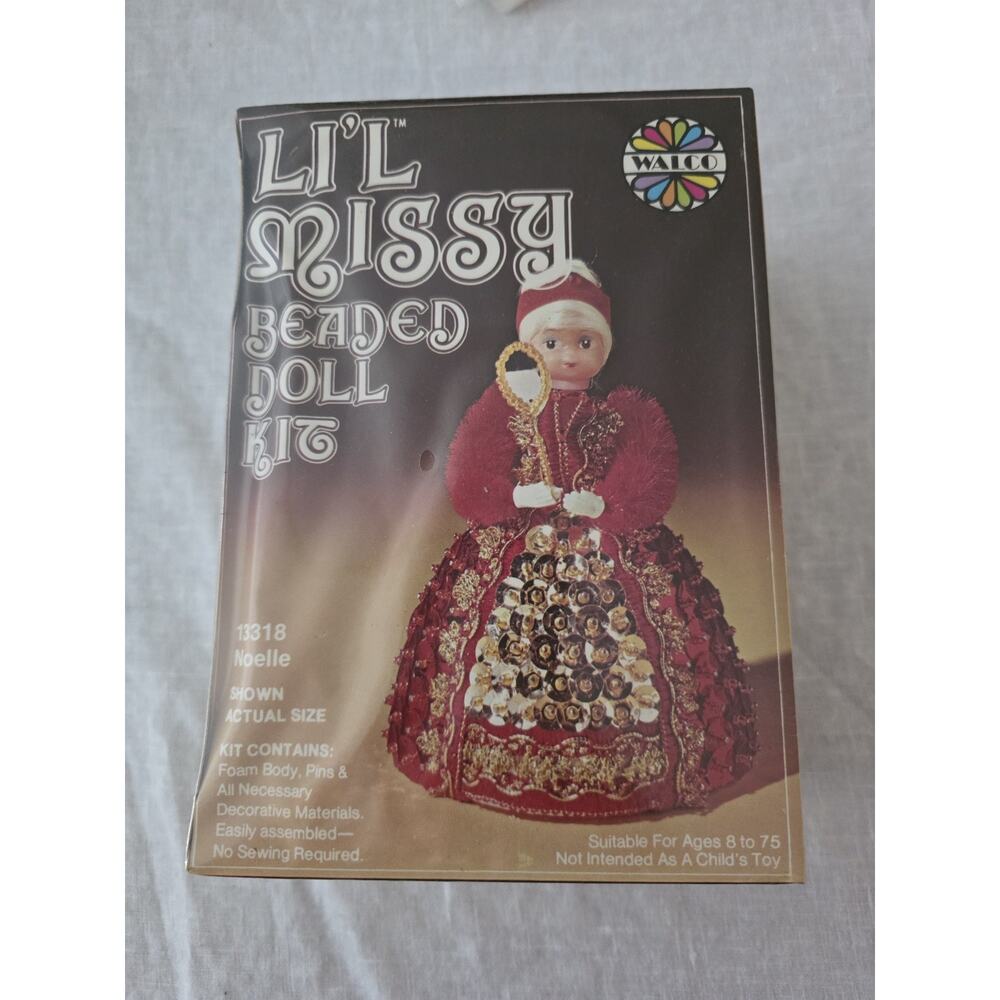 LI'L™
MISSY
BEADED
DOLL
KIT
WALCO
13318
Noelle
SHOWN
ACTUAL SIZE
KIT CONTAINS:
Foam Body, Pins &
All Necessary
Decorative Materials.
Easily assembled—
No Sewing Required.
Suitable For Ages 8 to 75
Not Intended As A Child's Toy